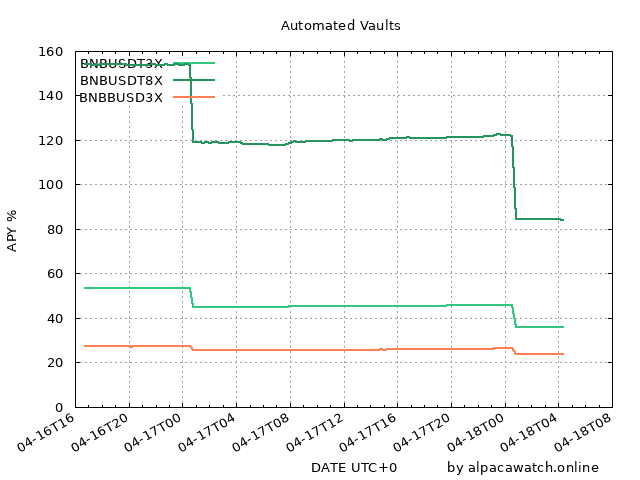 Automated Vaults
160
140
120
100
80
60
40
20
0
APY %
BNBUSDT3X
BNBUSDT8X
BNBBUSD3X
04-16T16
04-16T20
04-17T00
04-17T04
04-17T08
04-17T12
04-17T16
04-17T20
04-18T00
04-18T04
04-18T08
DATE UTC+0
by alpacawatch.online